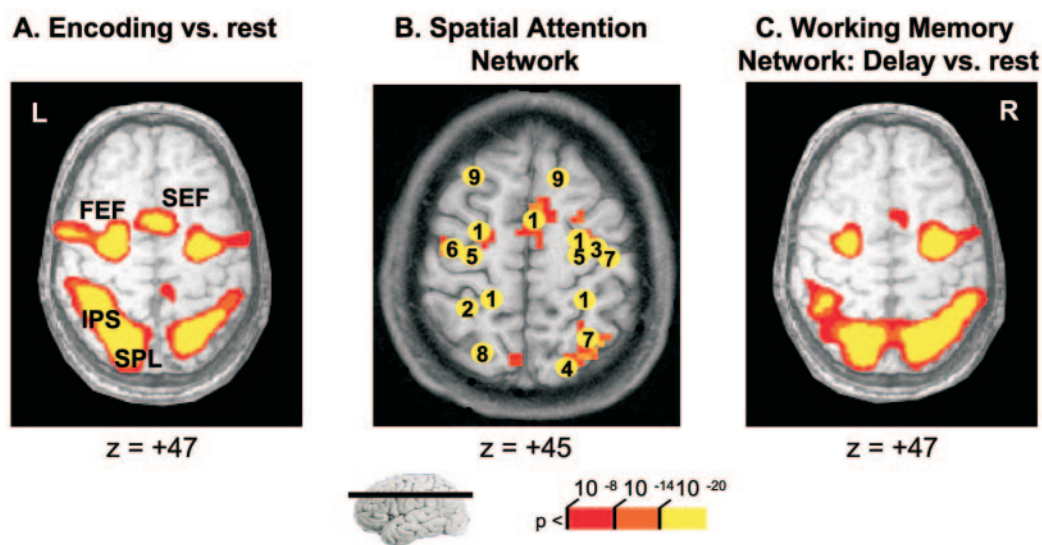 A. Encoding vs. rest
B. Spatial Attention
Network
C. Working Memory
Network: Delay vs. rest
L
FEF
SEF
IPS
SPL
z = +47
9
9
1
1
1
6
5
5
3
7
2
1
1
7
8
4
z = +45
R
z = +47
10 -8 10 -14 10 -20
p <